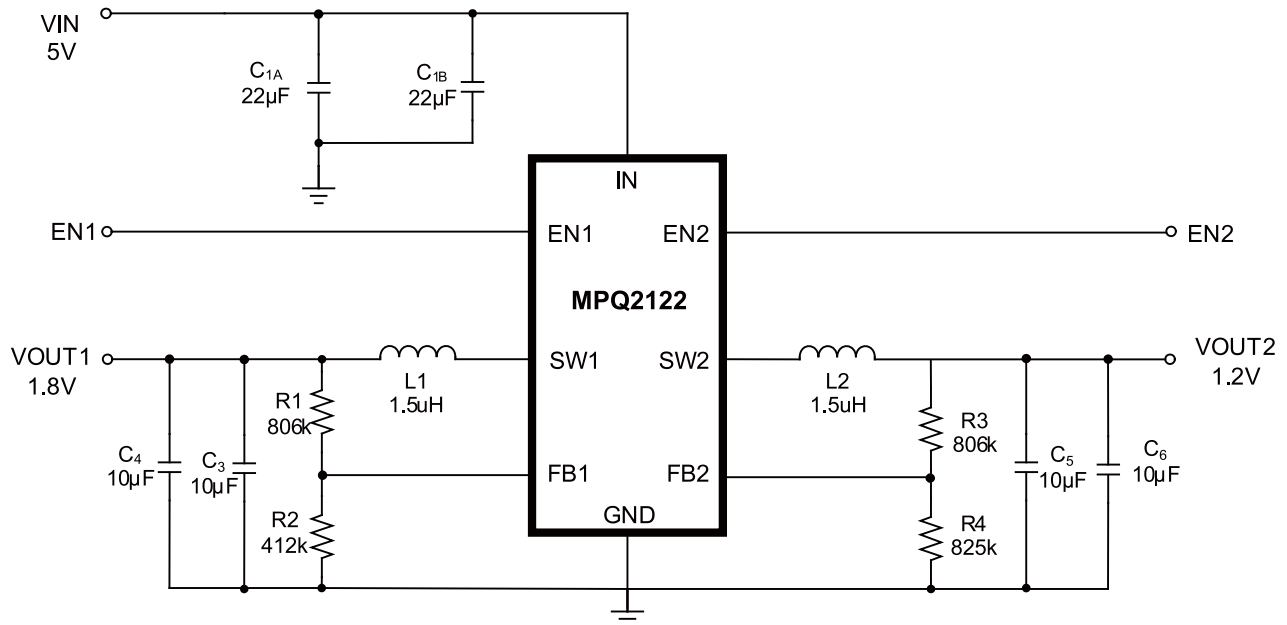 VIN
5V
C1A
22µF
C1B
22µF
IN
EN1
EN1
EN2
EN2
MPQ2122
VOUT1
1.8V
SW1
SW2
VOUT2
1.2V
L1
1.5uH
L2
1.5uH
R1
806k
R3
806k
C4
10µF
C3
10µF
FB1
FB2
C5
10µF
C6
10µF
GND
R2
412k
R4
825k